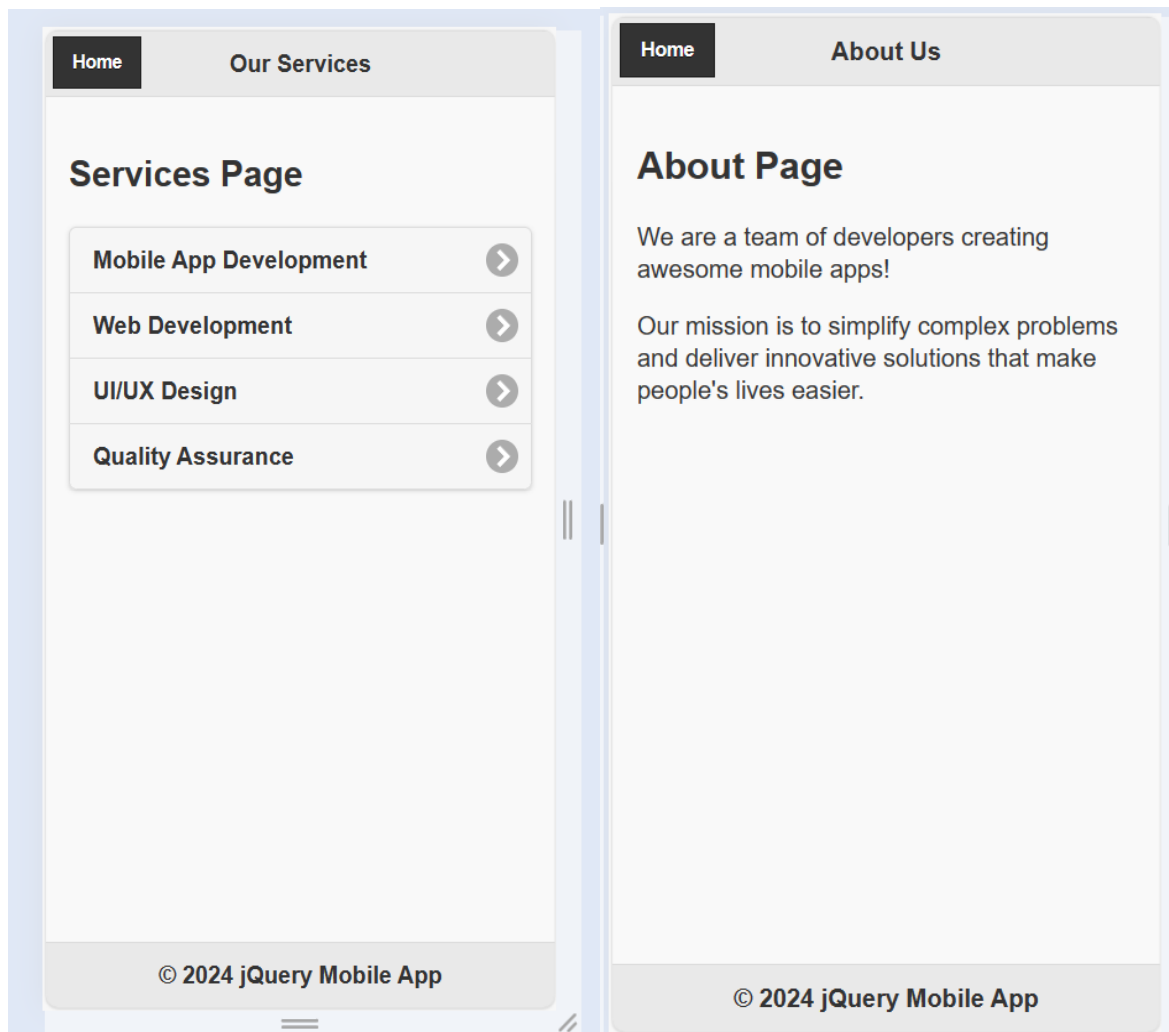 Home
Our Services
Services Page
Mobile App Development
Web Development
UI/UX Design
Quality Assurance
© 2024 jQuery Mobile App
Home
About Us
About Page
We are a team of developers creating
awesome mobile apps!
Our mission is to simplify complex problems
and deliver innovative solutions that make
people's lives easier.
© 2024 jQuery Mobile App